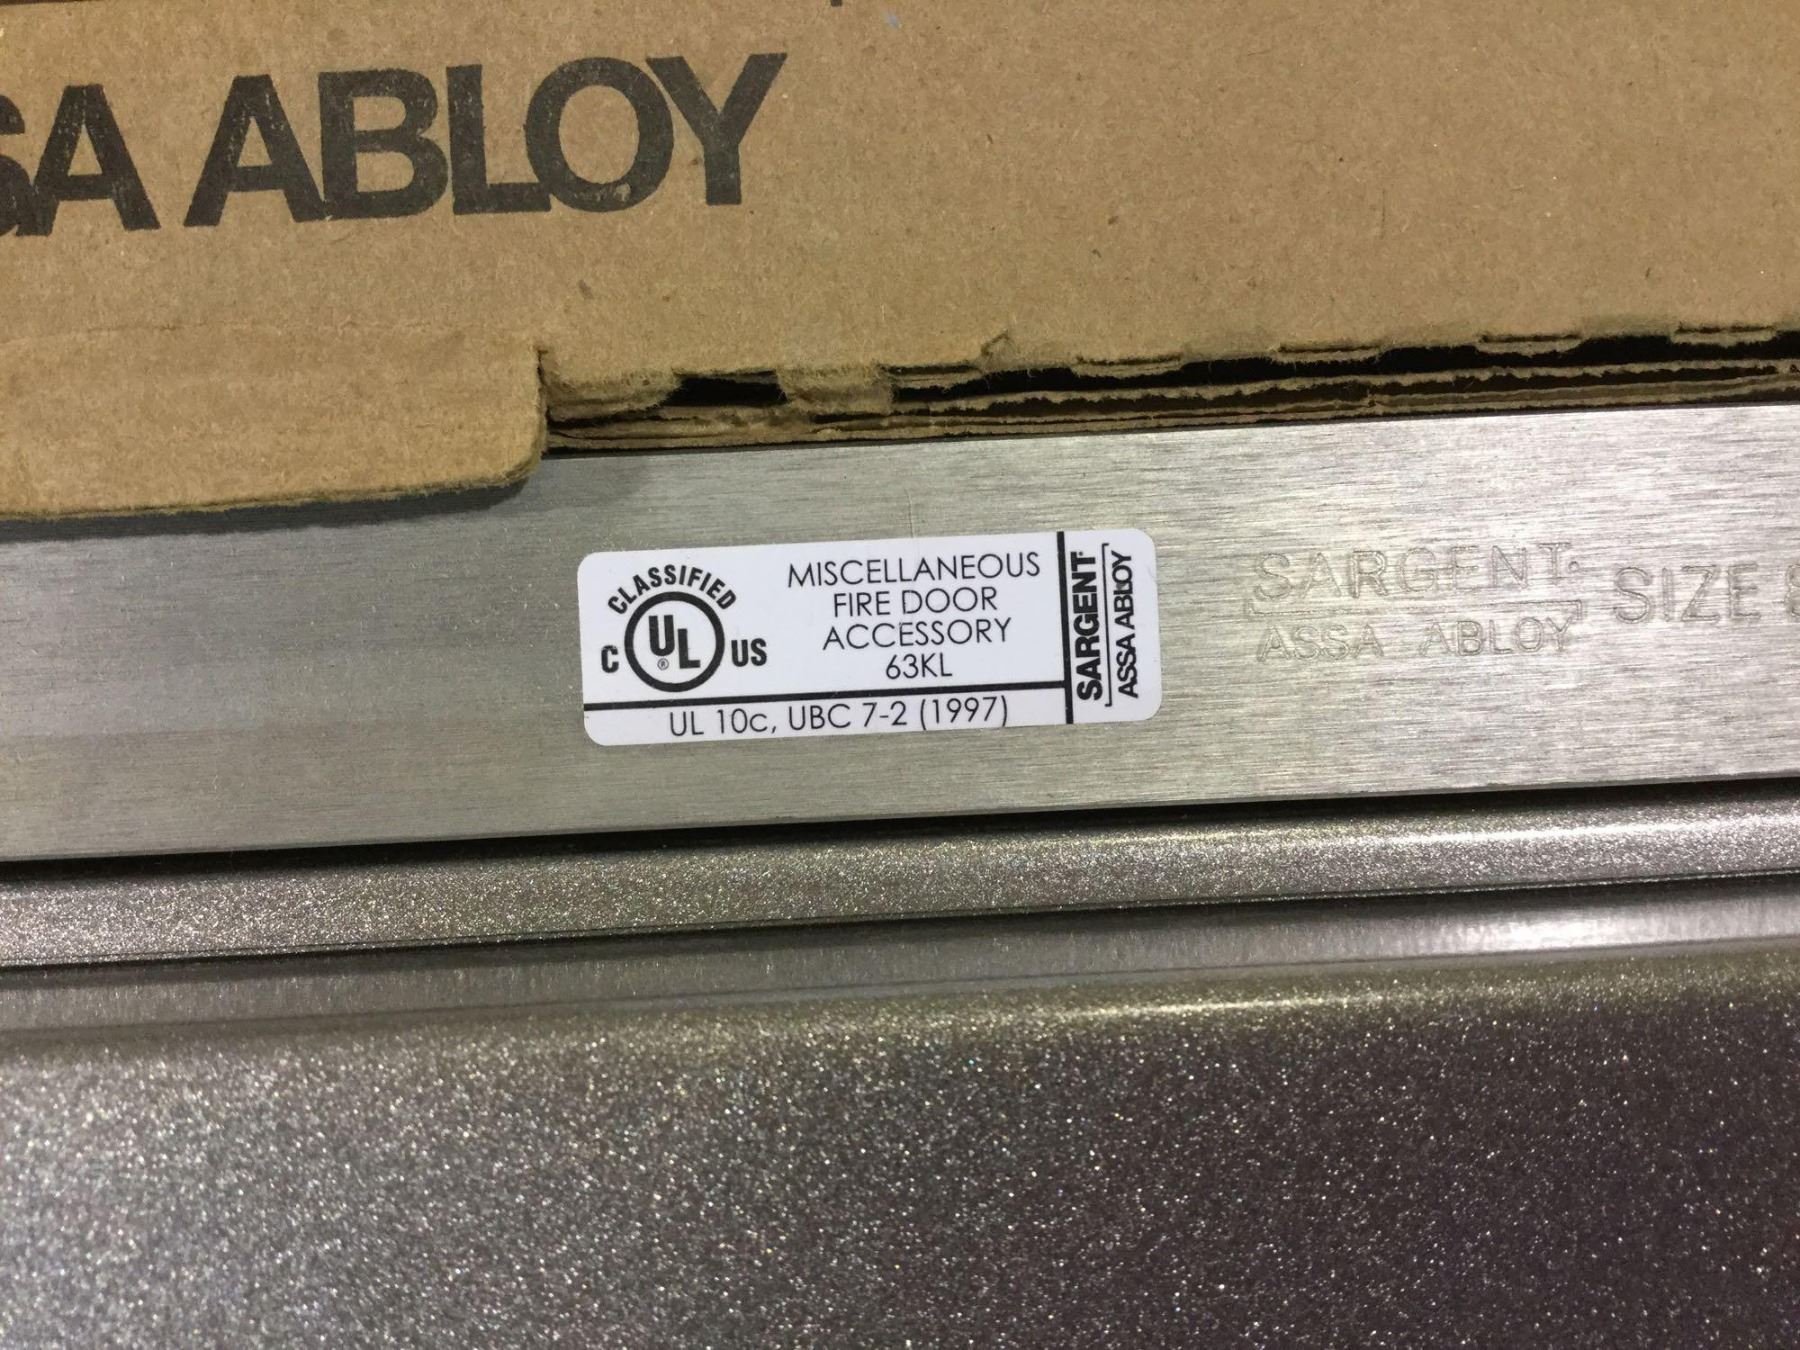 ABLOY
CLASSIFIED
C UL® US
MISCELLANEOUS
FIRE DOOR
ACCESSORY
63KL
UL 10c, UBC 7-2 (1997)
SARGENT
ASSA ABLOY
SARGENT
ASSA ABLOY
SIZE